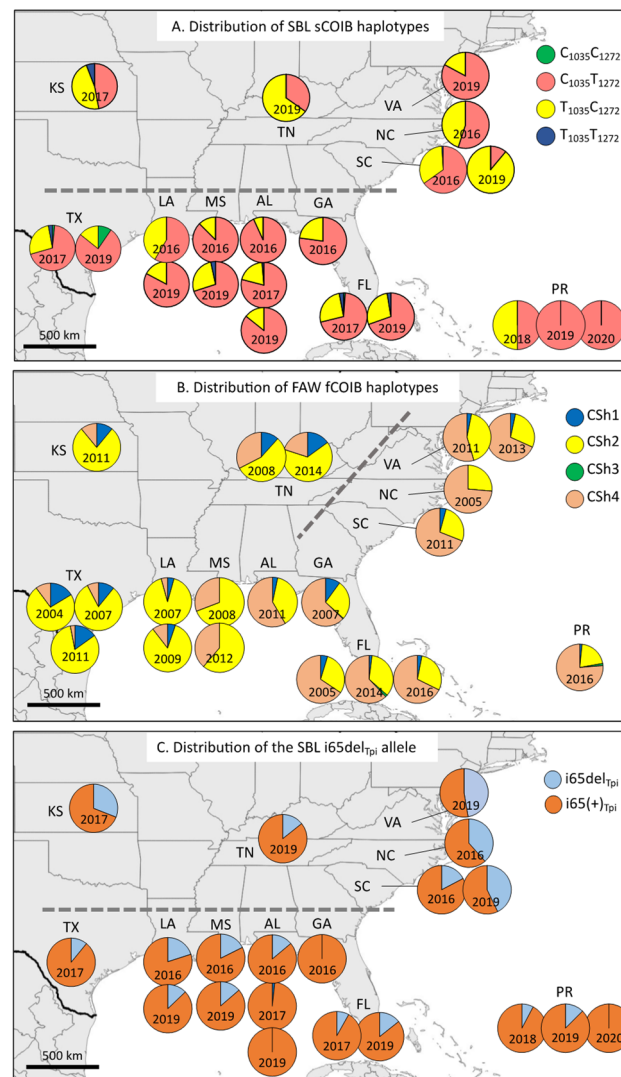 A. Distribution of SBL sCOIB haplotypes
C1035C1272
C1035T1272
T1035C1272
T1035T1272
KS
2017
2019
TN
VA
2019
NC
2016
SC
2016
2019
TX
2017
2019
LA
2016
2019
MS
2016
2019
AL
2016
2017
2019
GA
2016
FL
2017
2019
PR
2018
2019
2020
500 km
B. Distribution of FAW fCOIB haplotypes
CSh1
CSh2
CSh3
CSh4
KS
2011
2008
2014
TN
VA
2011
2013
NC
2005
SC
2011
TX
2004
2007
2011
LA
2007
2009
MS
2008
2012
AL
2011
GA
2007
FL
2005
2014
2016
PR
2016
500 km
C. Distribution of the SBL i65delTpi allele
i65delTpi
i65(+)Tpi
KS
2017
TN
2019
VA
2019
NC
2016
SC
2016
2019
TX
2017
LA
2016
2019
MS
2016
2019
AL
2016
2017
2019
GA
2016
FL
2017
2019
PR
2018
2019
2020
500 km